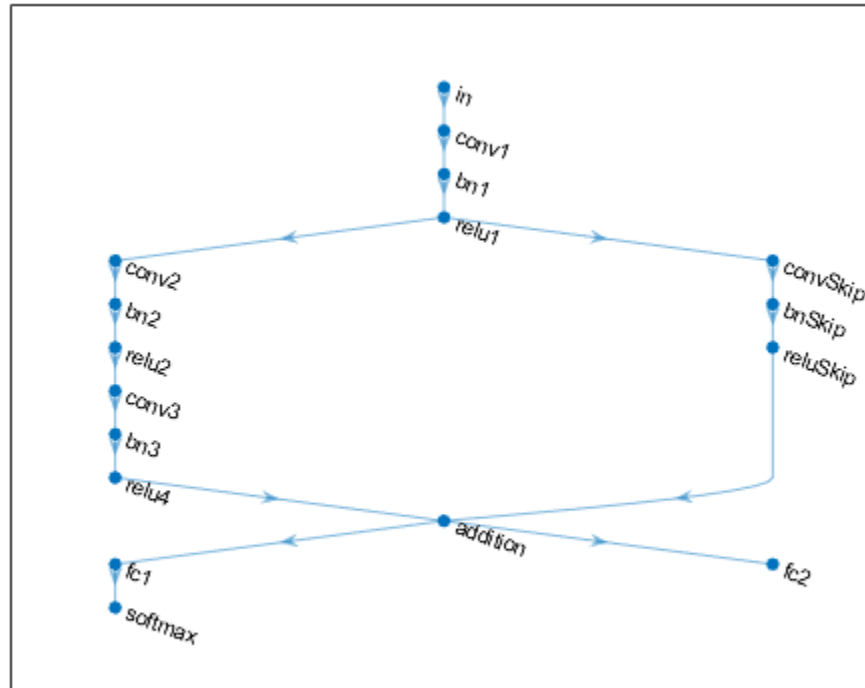 in
conv1
bn1
relu1
conv2
convSkip
bn2
bnSkip
relu2
reluSkip
conv3
bn3
relu4
addition
fc1
fc2
softmax